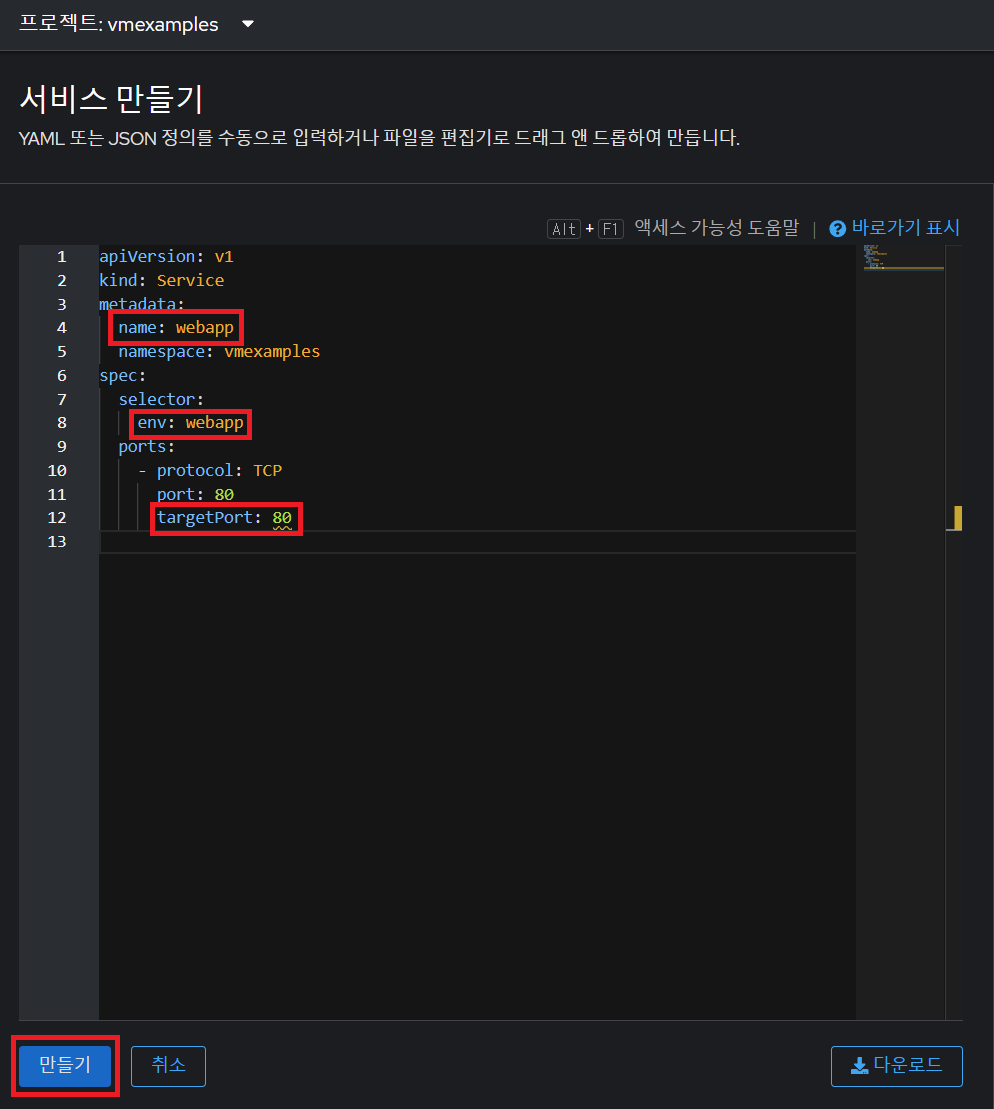 프로젝트: vmexamples
서비스 만들기
YAML 또는 JSON 정의를 수동으로 입력하거나 파일을 편집기로 드래그 앤 드롭하여 만듭니다.
Alt + F1 액세스 가능성 도움말 | ? 바로가기 표시
1 apiVersion: v1
2 kind: Service
3 metadata:
4 name: webapp
5 namespace: vmexamples
6 spec:
7 selector:
8 env: webapp
9 ports:
10 - protocol: TCP
11 port: 80
12 targetPort: 80
13
만들기 취소 다운로드